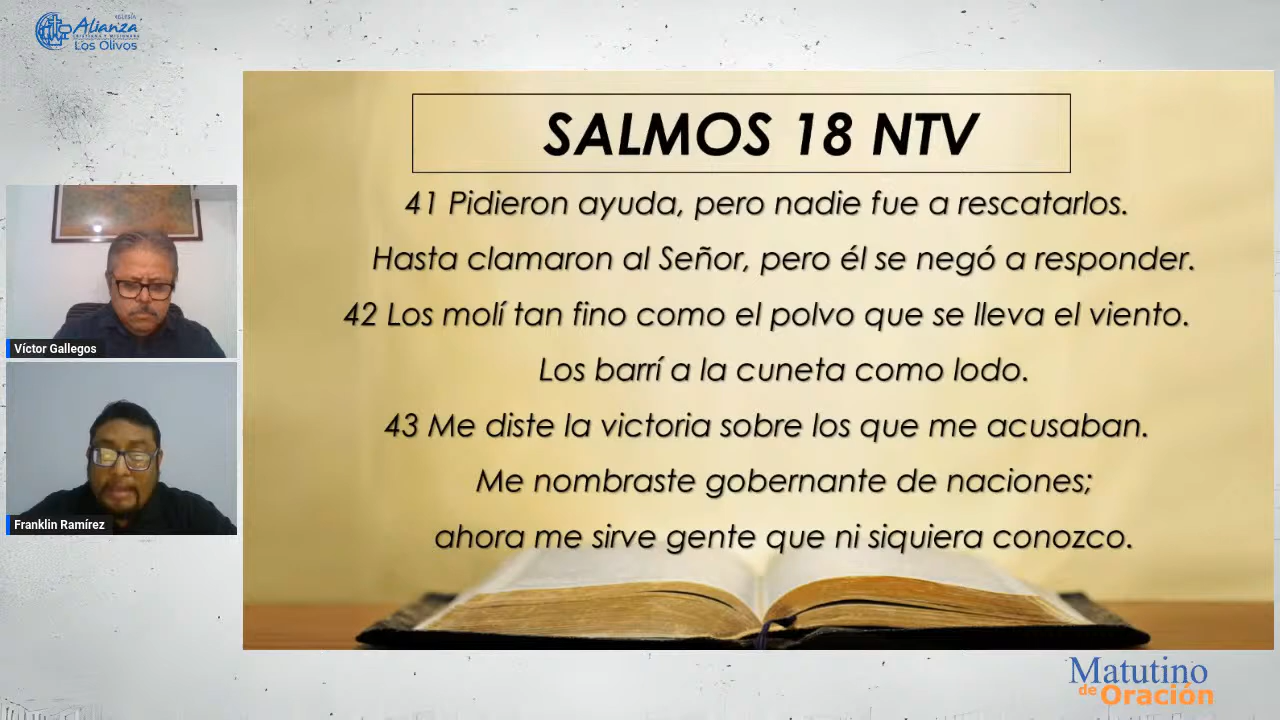 IGLESIA
Alianza
CRISTIANA Y MISIONERA
Los Olivos
SALMOS 18 NTV
41 Pidieron ayuda, pero nadie fue a rescatarlos.
Hasta clamaron al Señor, pero él se negó a responder.
42 Los molí tan fino como el polvo que se lleva el viento.
Los barrí a la cuneta como lodo.
43 Me diste la victoria sobre los que me acusaban.
Me nombraste gobernante de naciones;
ahora me sirve gente que ni siquiera conozco.
Víctor Gallegos
Franklin Ramírez
Matutino
de Oración